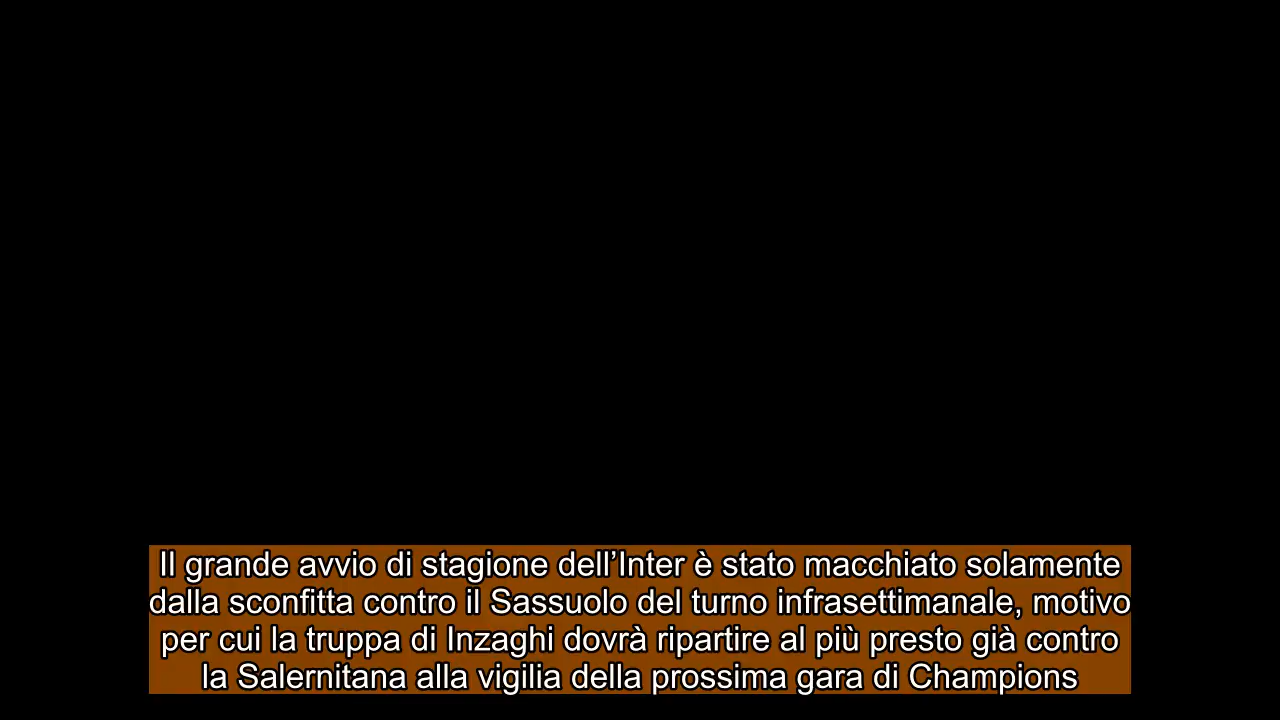 Il grande avvio di stagione dell’Inter è stato macchiato solamente
dalla sconfitta contro il Sassuolo del turno infrasettimanale, motivo
per cui la truppa di Inzaghi dovrà ripartire al più presto già contro
la Salernitana alla vigilia della prossima gara di Champions